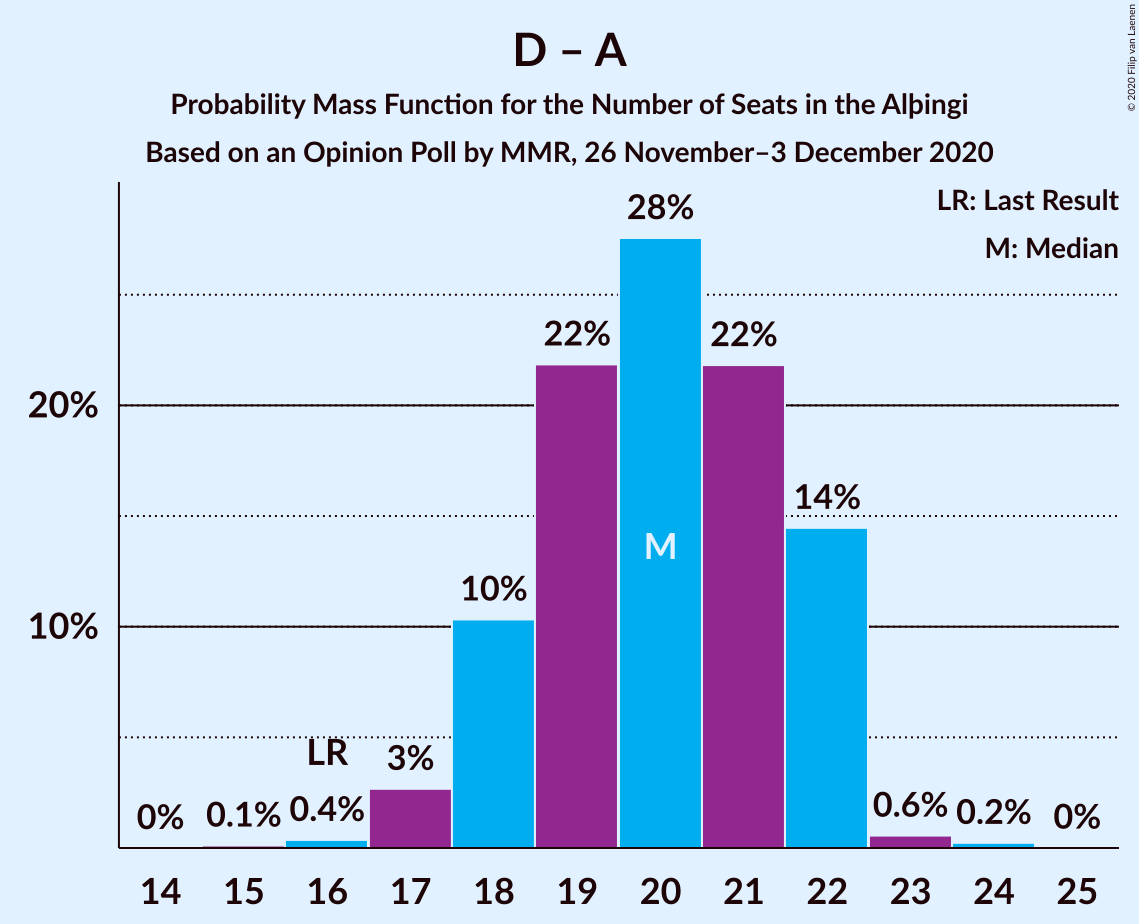 D – A
Probability Mass Function for the Number of Seats in the Alþingi
Based on an Opinion Poll by MMR, 26 November–3 December 2020
© 2020 Filip van Laenen
LR: Last Result
M: Median
28%
22%
22%
20%
14%
M
10%
10%
LR
3%
0%
0.1%
0.4%
0.6%
0.2%
0%
14 15 16 17 18 19 20 21 22 23 24 25